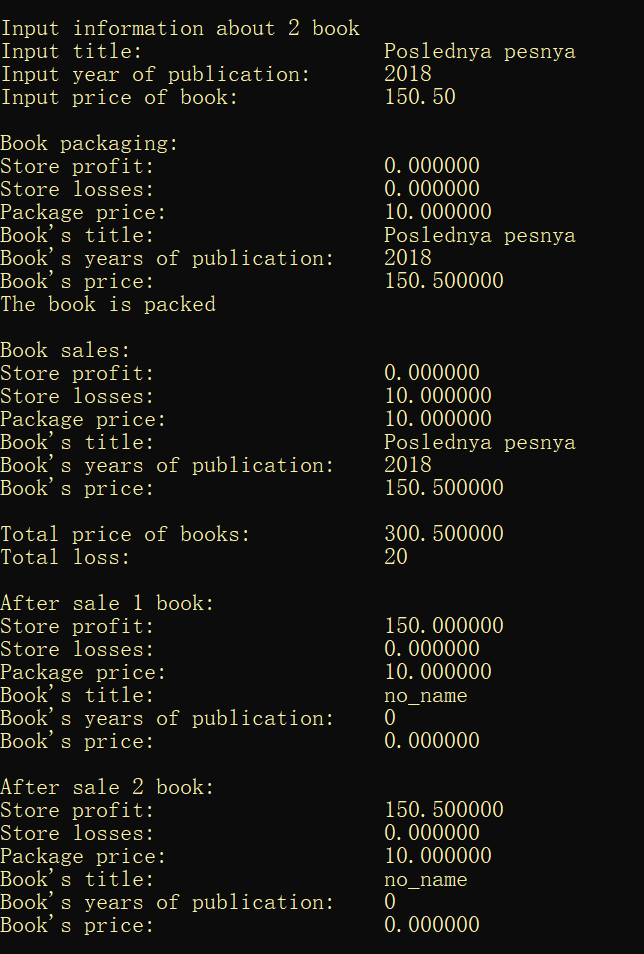 Input information about 2 book
Input title: Poslednya pesnya
Input year of publication: 2018
Input price of book: 150.50
Book packaging:
Store profit: 0.000000
Store losses: 0.000000
Package price: 10.000000
Book's title: Poslednya pesnya
Book's years of publication: 2018
Book's price: 150.500000
The book is packed
Book sales:
Store profit: 0.000000
Store losses: 10.000000
Package price: 10.000000
Book's title: Poslednya pesnya
Book's years of publication: 2018
Book's price: 150.500000
Total price of books: 300.500000
Total loss: 20
After sale 1 book:
Store profit: 150.000000
Store losses: 0.000000
Package price: 10.000000
Book's title: no_name
Book's years of publication: 0
Book's price: 0.000000
After sale 2 book:
Store profit: 150.500000
Store losses: 0.000000
Package price: 10.000000
Book's title: no_name
Book's years of publication: 0
Book's price: 0.000000